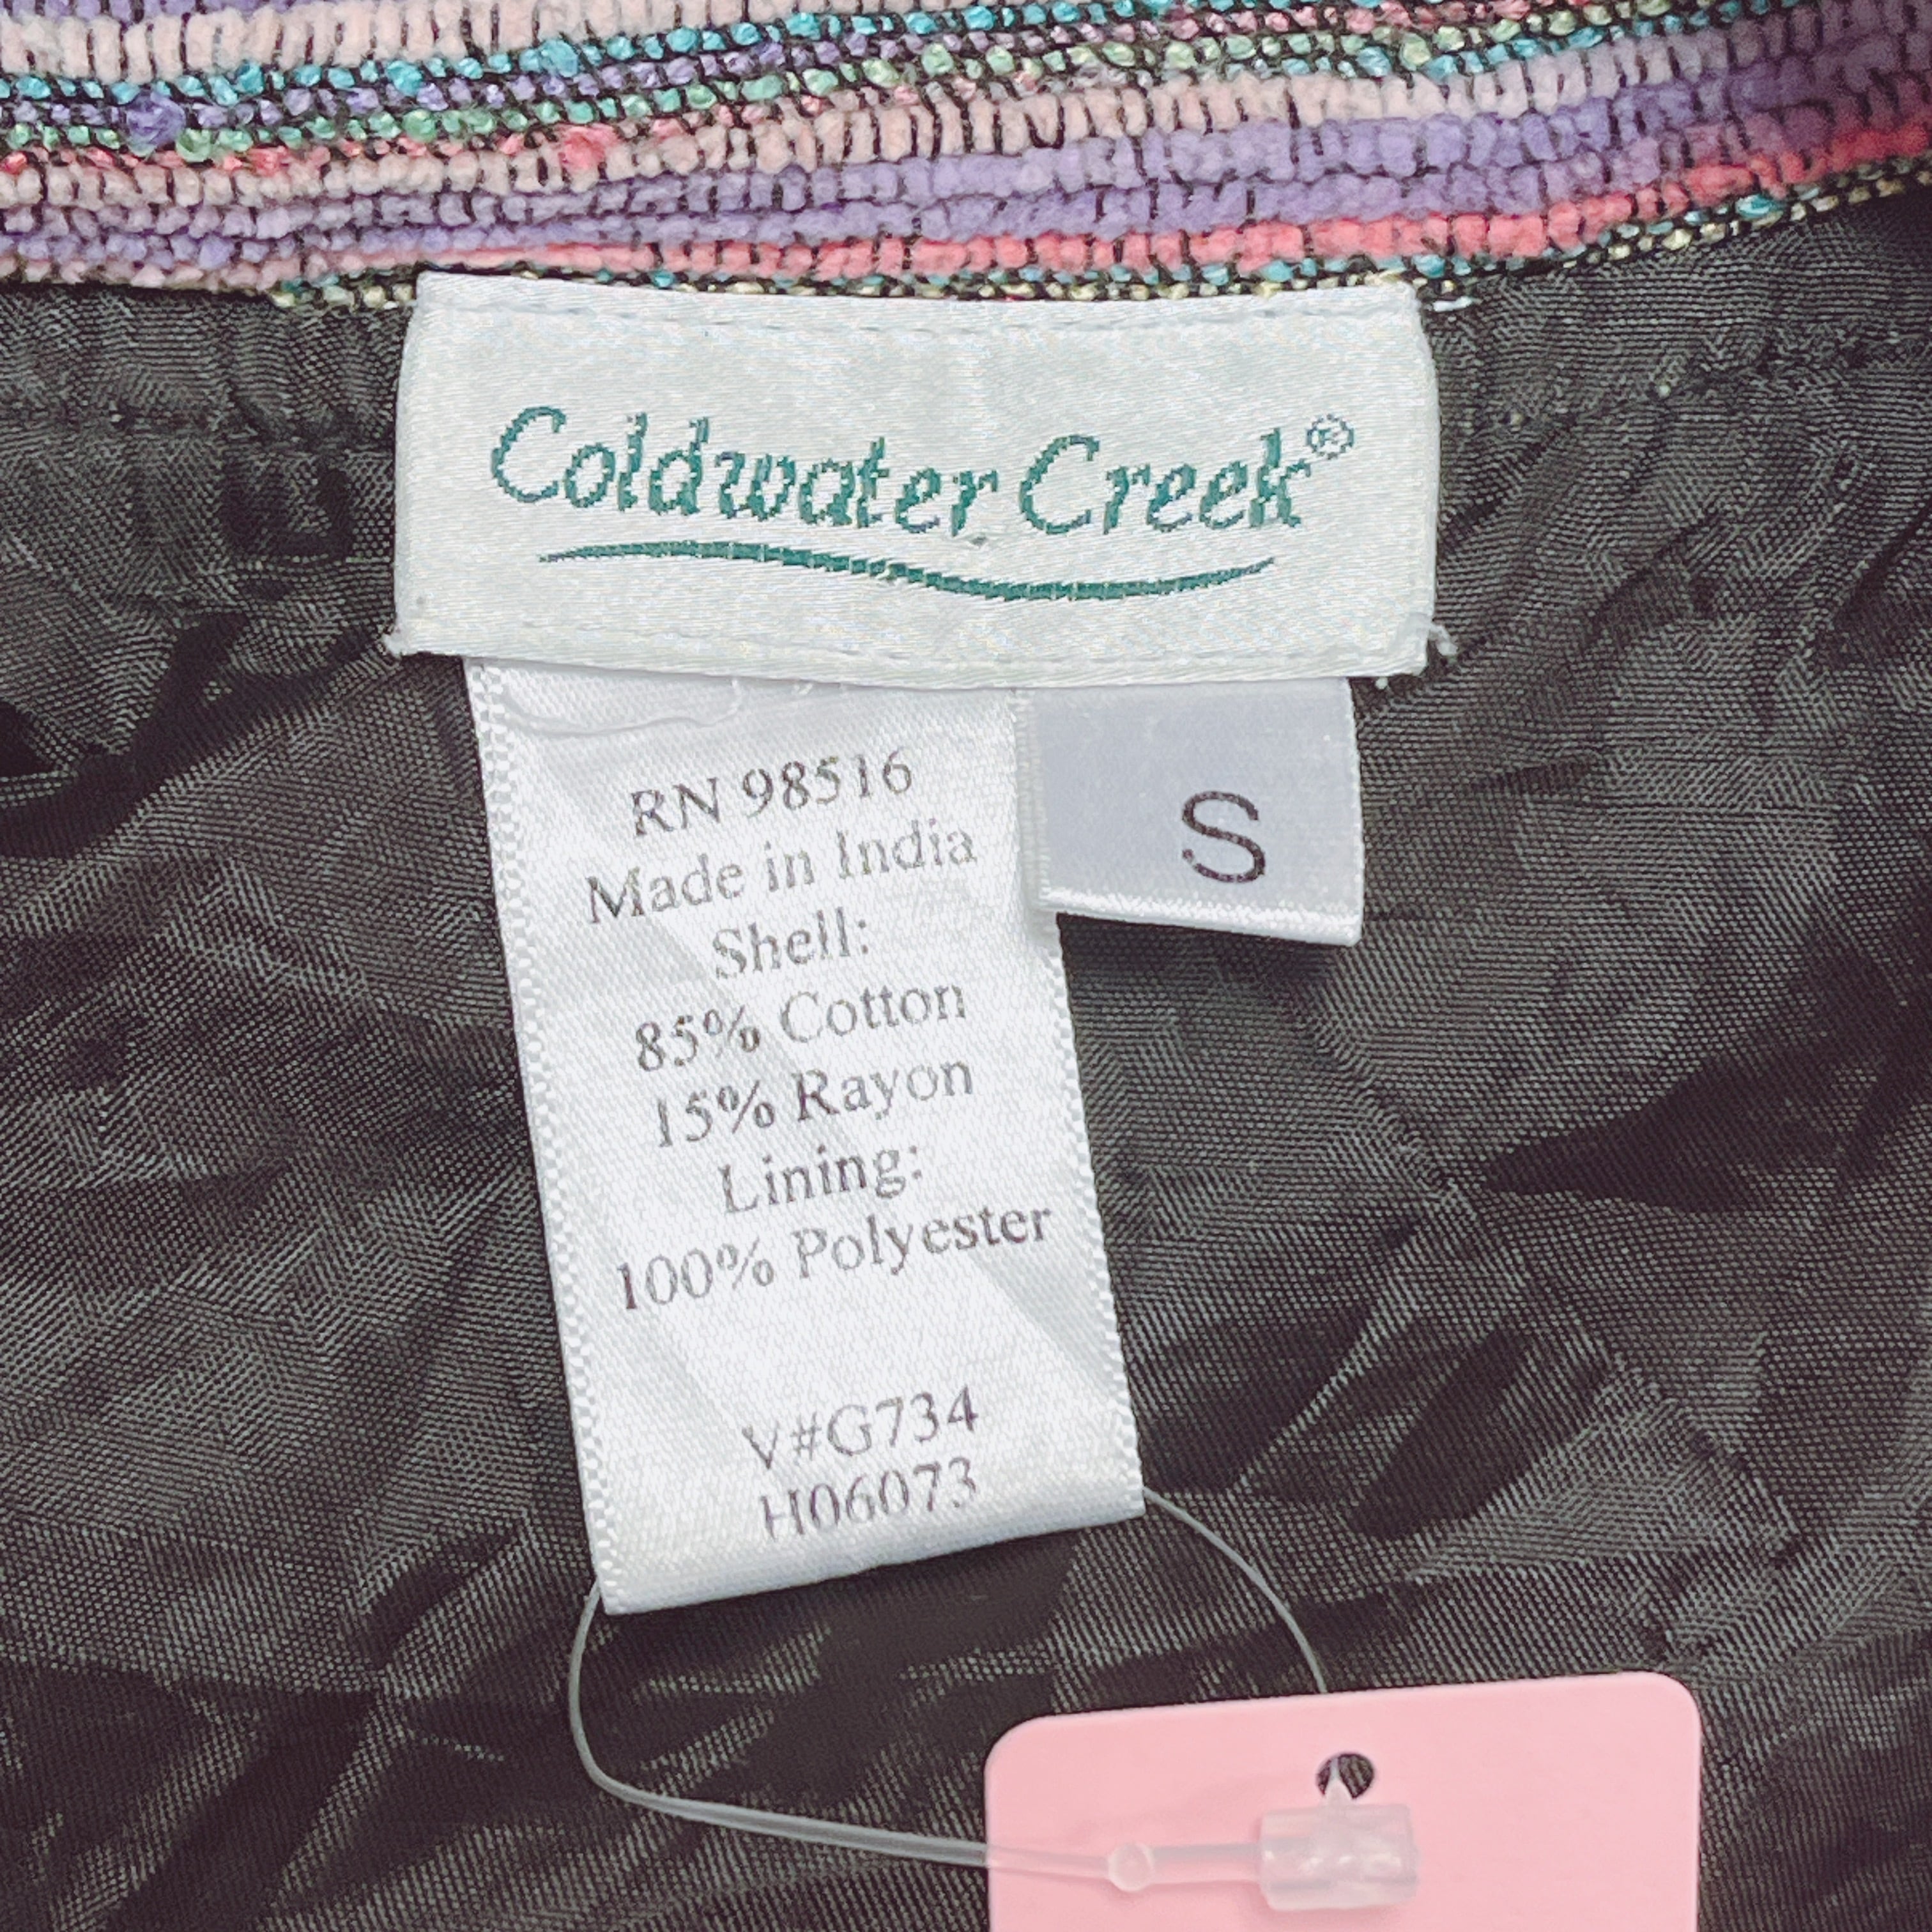 Coldwater Creek®
S
RN 98516
Made in India
Shell:
85% Cotton
15% Rayon
Lining:
100% Polyester
V#G734
H06073